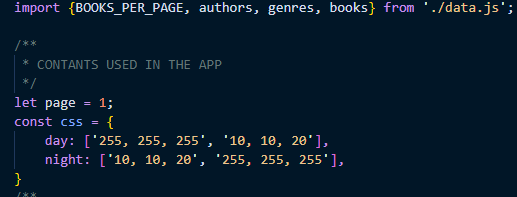 import {BOOKS_PER_PAGE, authors, genres, books} from './data.js';
/**
* CONTANTS USED IN THE APP
*/
let page = 1;
const css = {
day: ['255, 255, 255', '10, 10, 20'],
night: ['10, 10, 20', '255, 255, 255'],
}
/**